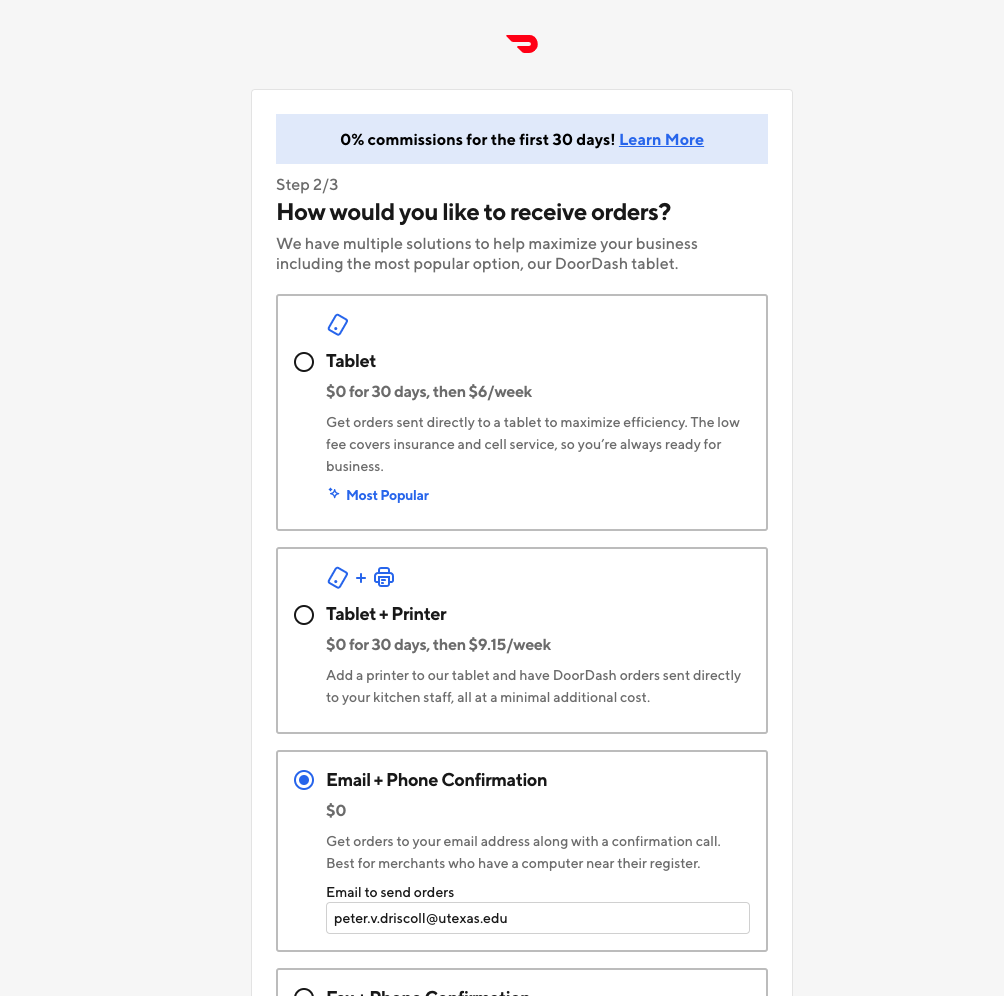 0% commissions for the first 30 days! Learn More
Step 2/3
How would you like to receive orders?
We have multiple solutions to help maximize your business
including the most popular option, our DoorDash tablet.
Tablet
$0 for 30 days, then $6/week
Get orders sent directly to a tablet to maximize efficiency. The low
fee covers insurance and cell service, so you’re always ready for
business.
Most Popular
+
Tablet + Printer
$0 for 30 days, then $9.15/week
Add a printer to our tablet and have DoorDash orders sent directly
to your kitchen staff, all at a minimal additional cost.
Email + Phone Confirmation
$0
Get orders to your email address along with a confirmation call.
Best for merchants who have a computer near their register.
Email to send orders
peter.v.driscoll@utexas.edu
Fax + Phone Confirmation